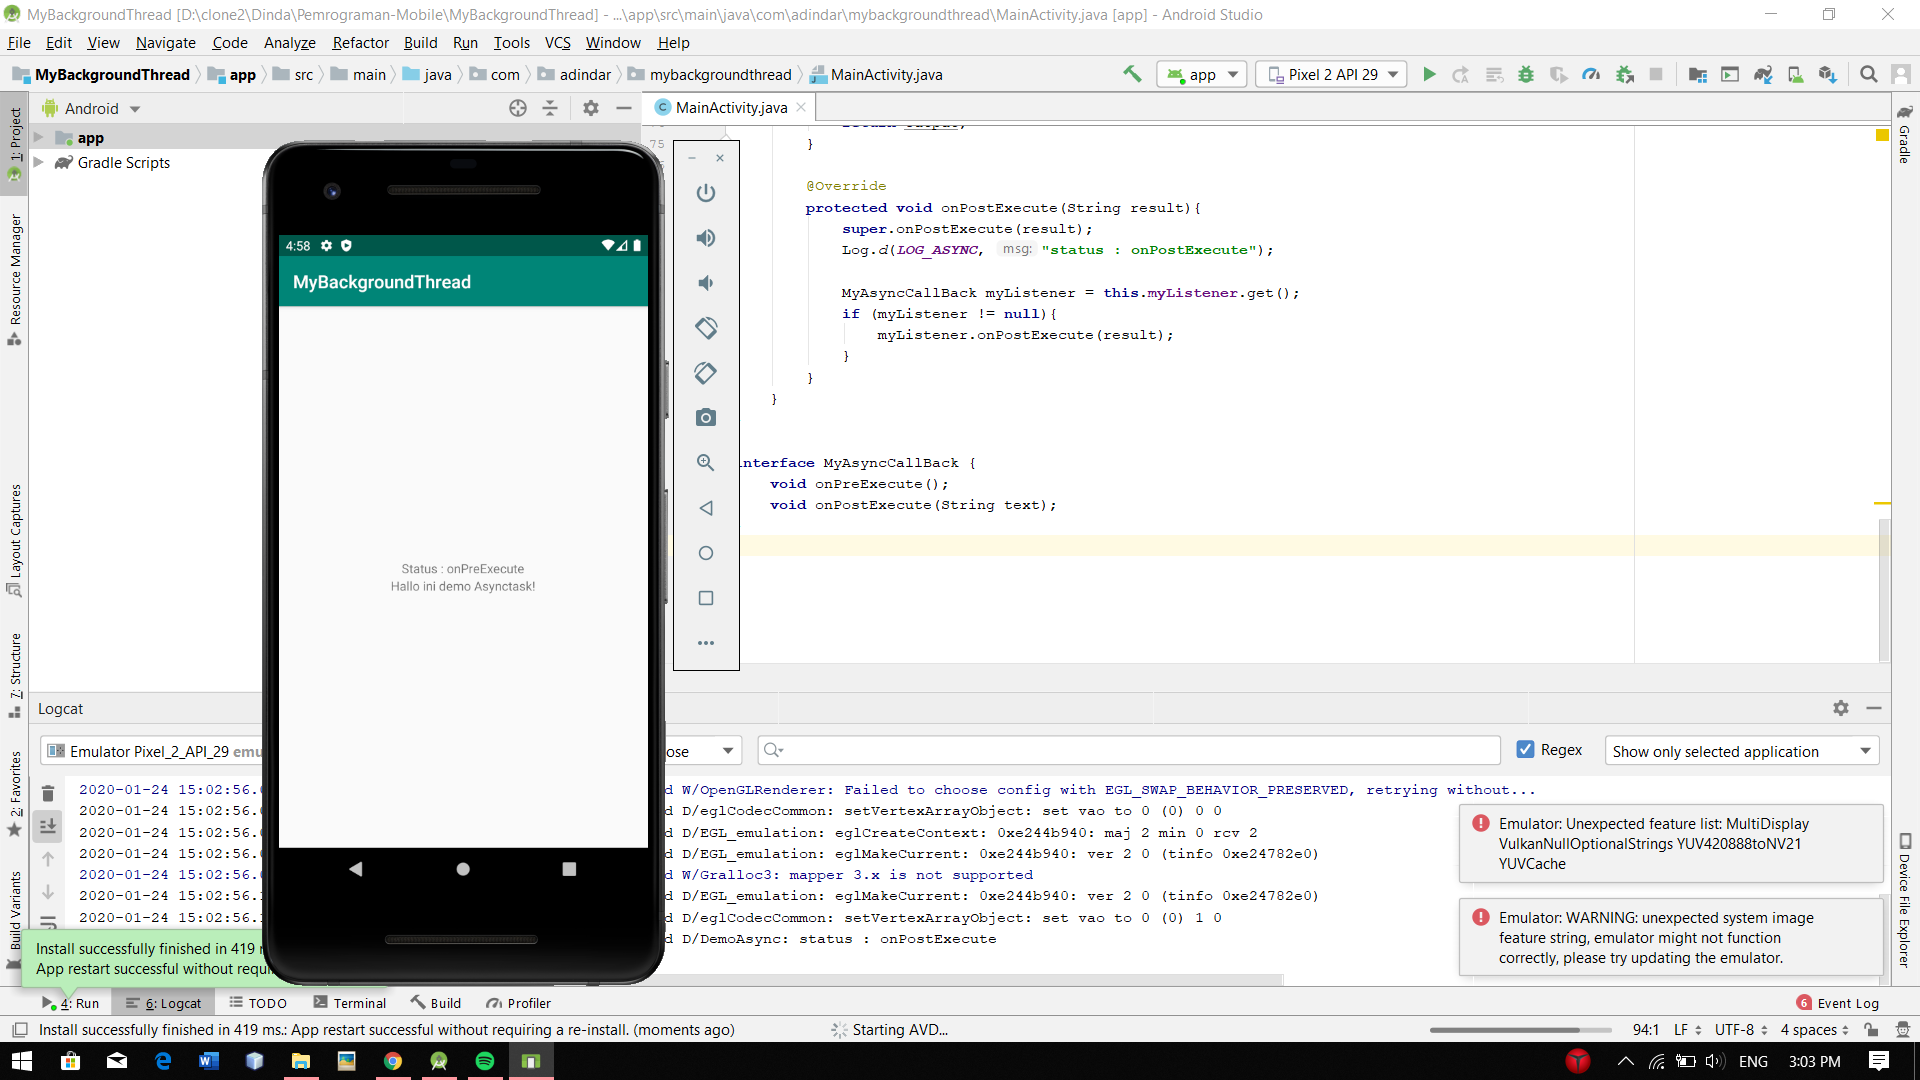 MyBackgroundThread [D:\clone2\Dinda\Pemrograman-Mobile\MyBackgroundThread] - ...\app\src\main\java\com\adindar\mybackgroundthread\MainActivity.java [app] - Android Studio
File Edit View Navigate Code Analyze Refactor Build Run Tools VCS Window Help
MyBackgroundThread app src main java com adindar mybackgroundthread MainActivity.java app Pixel 2 API 29
Android
MainActivity.java
app
Gradle Scripts
1: Project
Resource Manager
Layout Captures
7: Structure
2: Favorites
Build Variants
Gradle
Device File Explorer
75
}
@Override
protected void onPostExecute(String result){
super.onPostExecute(result);
Log.d(LOG_ASYNC, msg: "status : onPostExecute");
MyAsyncCallBack myListener = this.myListener.get();
if (myListener != null){
myListener.onPostExecute(result);
}
}
}
interface MyAsyncCallBack {
void onPreExecute();
void onPostExecute(String text);
4:58
MyBackgroundThread
Status : onPreExecute
Hallo ini demo Asynctask!
Logcat
Emulator Pixel_2_API_29 emu
ose
Regex
Show only selected application
2020-01-24 15:02:56. d W/OpenGLRenderer: Failed to choose config with EGL_SWAP_BEHAVIOR_PRESERVED, retrying without...
2020-01-24 15:02:56. d D/eglCodecCommon: setVertexArrayObject: set vao to 0 (0) 0 0
2020-01-24 15:02:56. d D/EGL_emulation: eglCreateContext: 0xe244b940: maj 2 min 0 rcv 2
2020-01-24 15:02:56. d D/EGL_emulation: eglMakeCurrent: 0xe244b940: ver 2 0 (tinfo 0xe24782e0)
2020-01-24 15:02:56. d W/Gralloc3: mapper 3.x is not supported
2020-01-24 15:02:56. d D/EGL_emulation: eglMakeCurrent: 0xe244b940: ver 2 0 (tinfo 0xe24782e0)
2020-01-24 15:02:56. d D/eglCodecCommon: setVertexArrayObject: set vao to 0 (0) 1 0
d D/DemoAsync: status : onPostExecute
Emulator: Unexpected feature list: MultiDisplay
VulkanNullOptionalStrings YUV420888toNV21
YUVCache
Emulator: WARNING: unexpected system image
feature string, emulator might not function
correctly, please try updating the emulator.
Install successfully finished in 419
App restart successful without requi
4: Run 6: Logcat TODO Terminal Build Profiler 6 Event Log
Install successfully finished in 419 ms.: App restart successful without requiring a re-install. (moments ago) Starting AVD... 94:1 LF UTF-8 4 spaces
ENG 3:03 PM